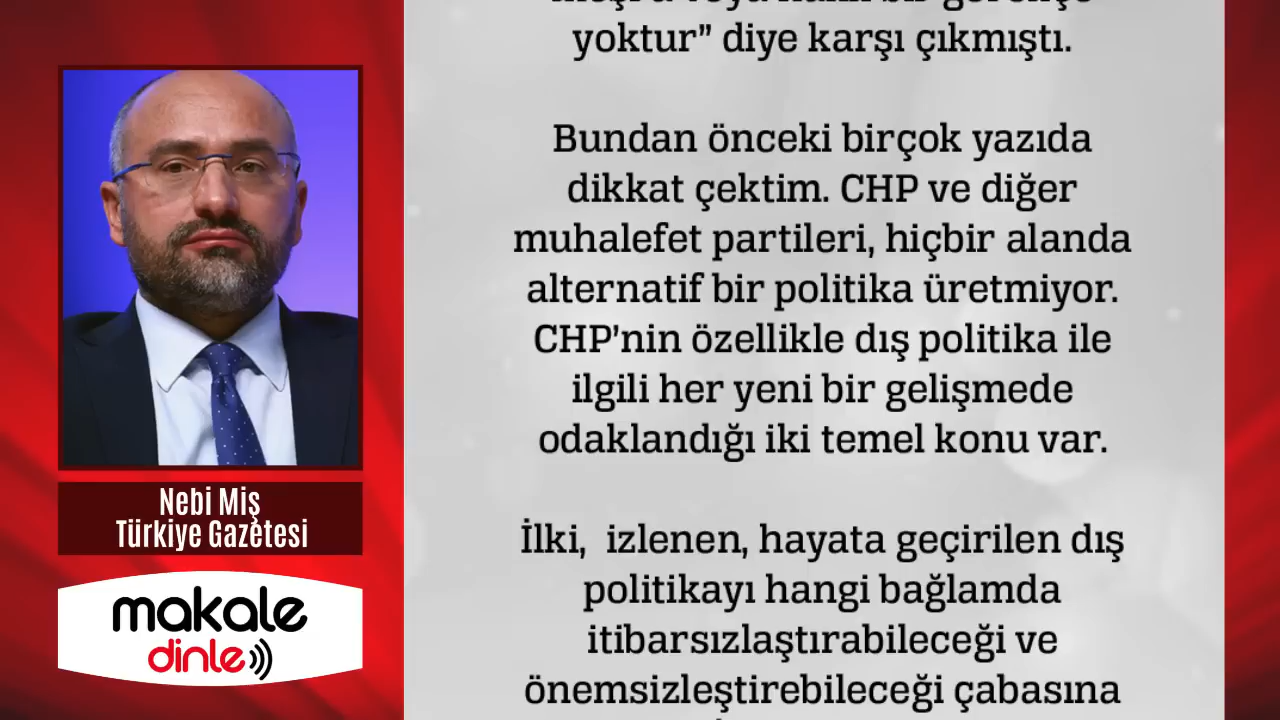 yoktur” diye karşı çıkmıştı.
Bundan önceki birçok yazıda
dikkat çektim. CHP ve diğer
muhalefet partileri, hiçbir alanda
alternatif bir politika üretmiyor.
CHP'nin özellikle dış politika ile
ilgili her yeni bir gelişmede
odaklandığı iki temel konu var.
İlki,  izlenen, hayata geçirilen dış
politikayı hangi bağlamda
itibarsızlaştırabileceği ve
önemsizleştirebileceği çabasına
Nebi Miş
Türkiye Gazetesi
makale
dinle